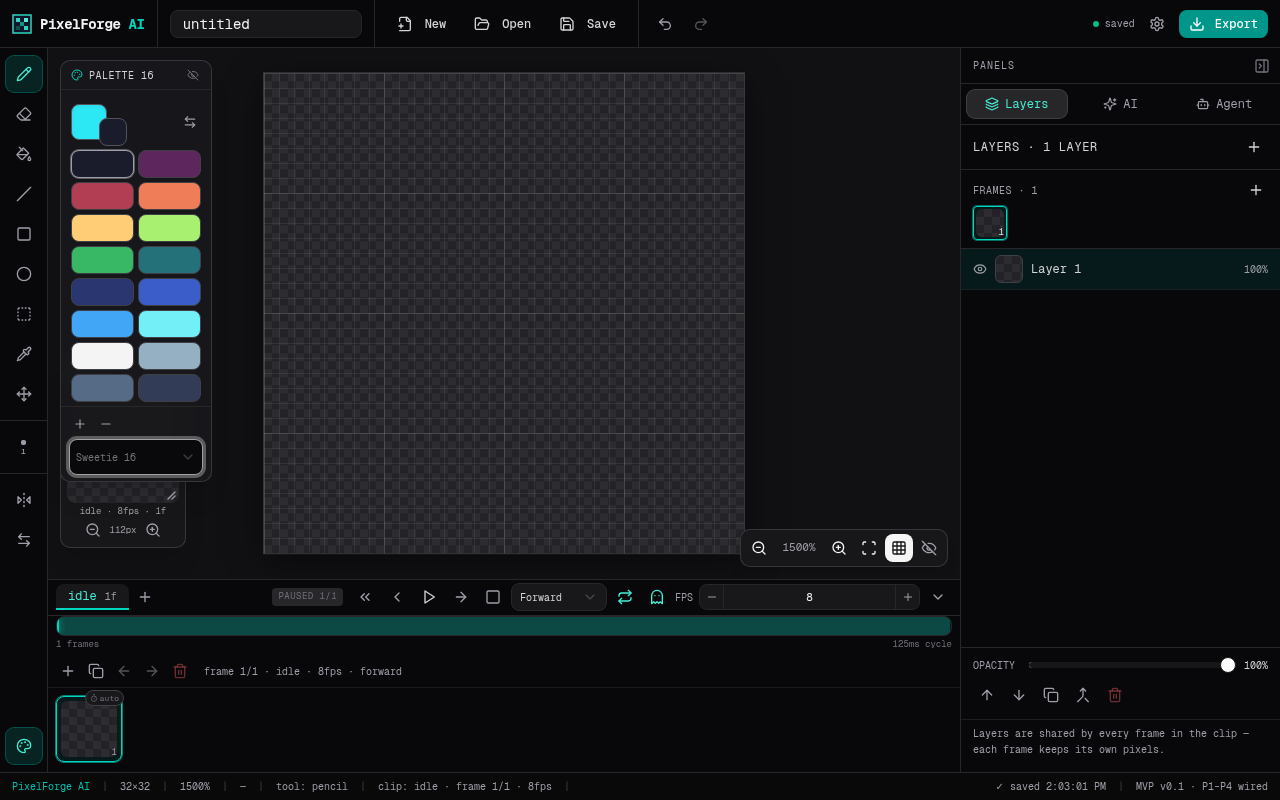 PixelForge AI
untitled
New
Open
Save
saved
Export
PALETTE 16
Sweetie 16
idle · 8fps · 1f
112px
1
1500%
PANELS
Layers
AI
Agent
LAYERS · 1 LAYER
FRAMES · 1
1
Layer 1
100%
idle 1f
PAUSED 1/1
Forward
FPS
8
1 frames
125ms cycle
frame 1/1 · idle · 8fps · forward
auto
1
OPACITY
100%
Layers are shared by every frame in the clip —
each frame keeps its own pixels.
PixelForge AI | 32×32 | 1500% | — | tool: pencil | clip: idle · frame 1/1 · 8fps |
✓ saved 2:03:01 PM | MVP v0.1 · P1-P4 wired